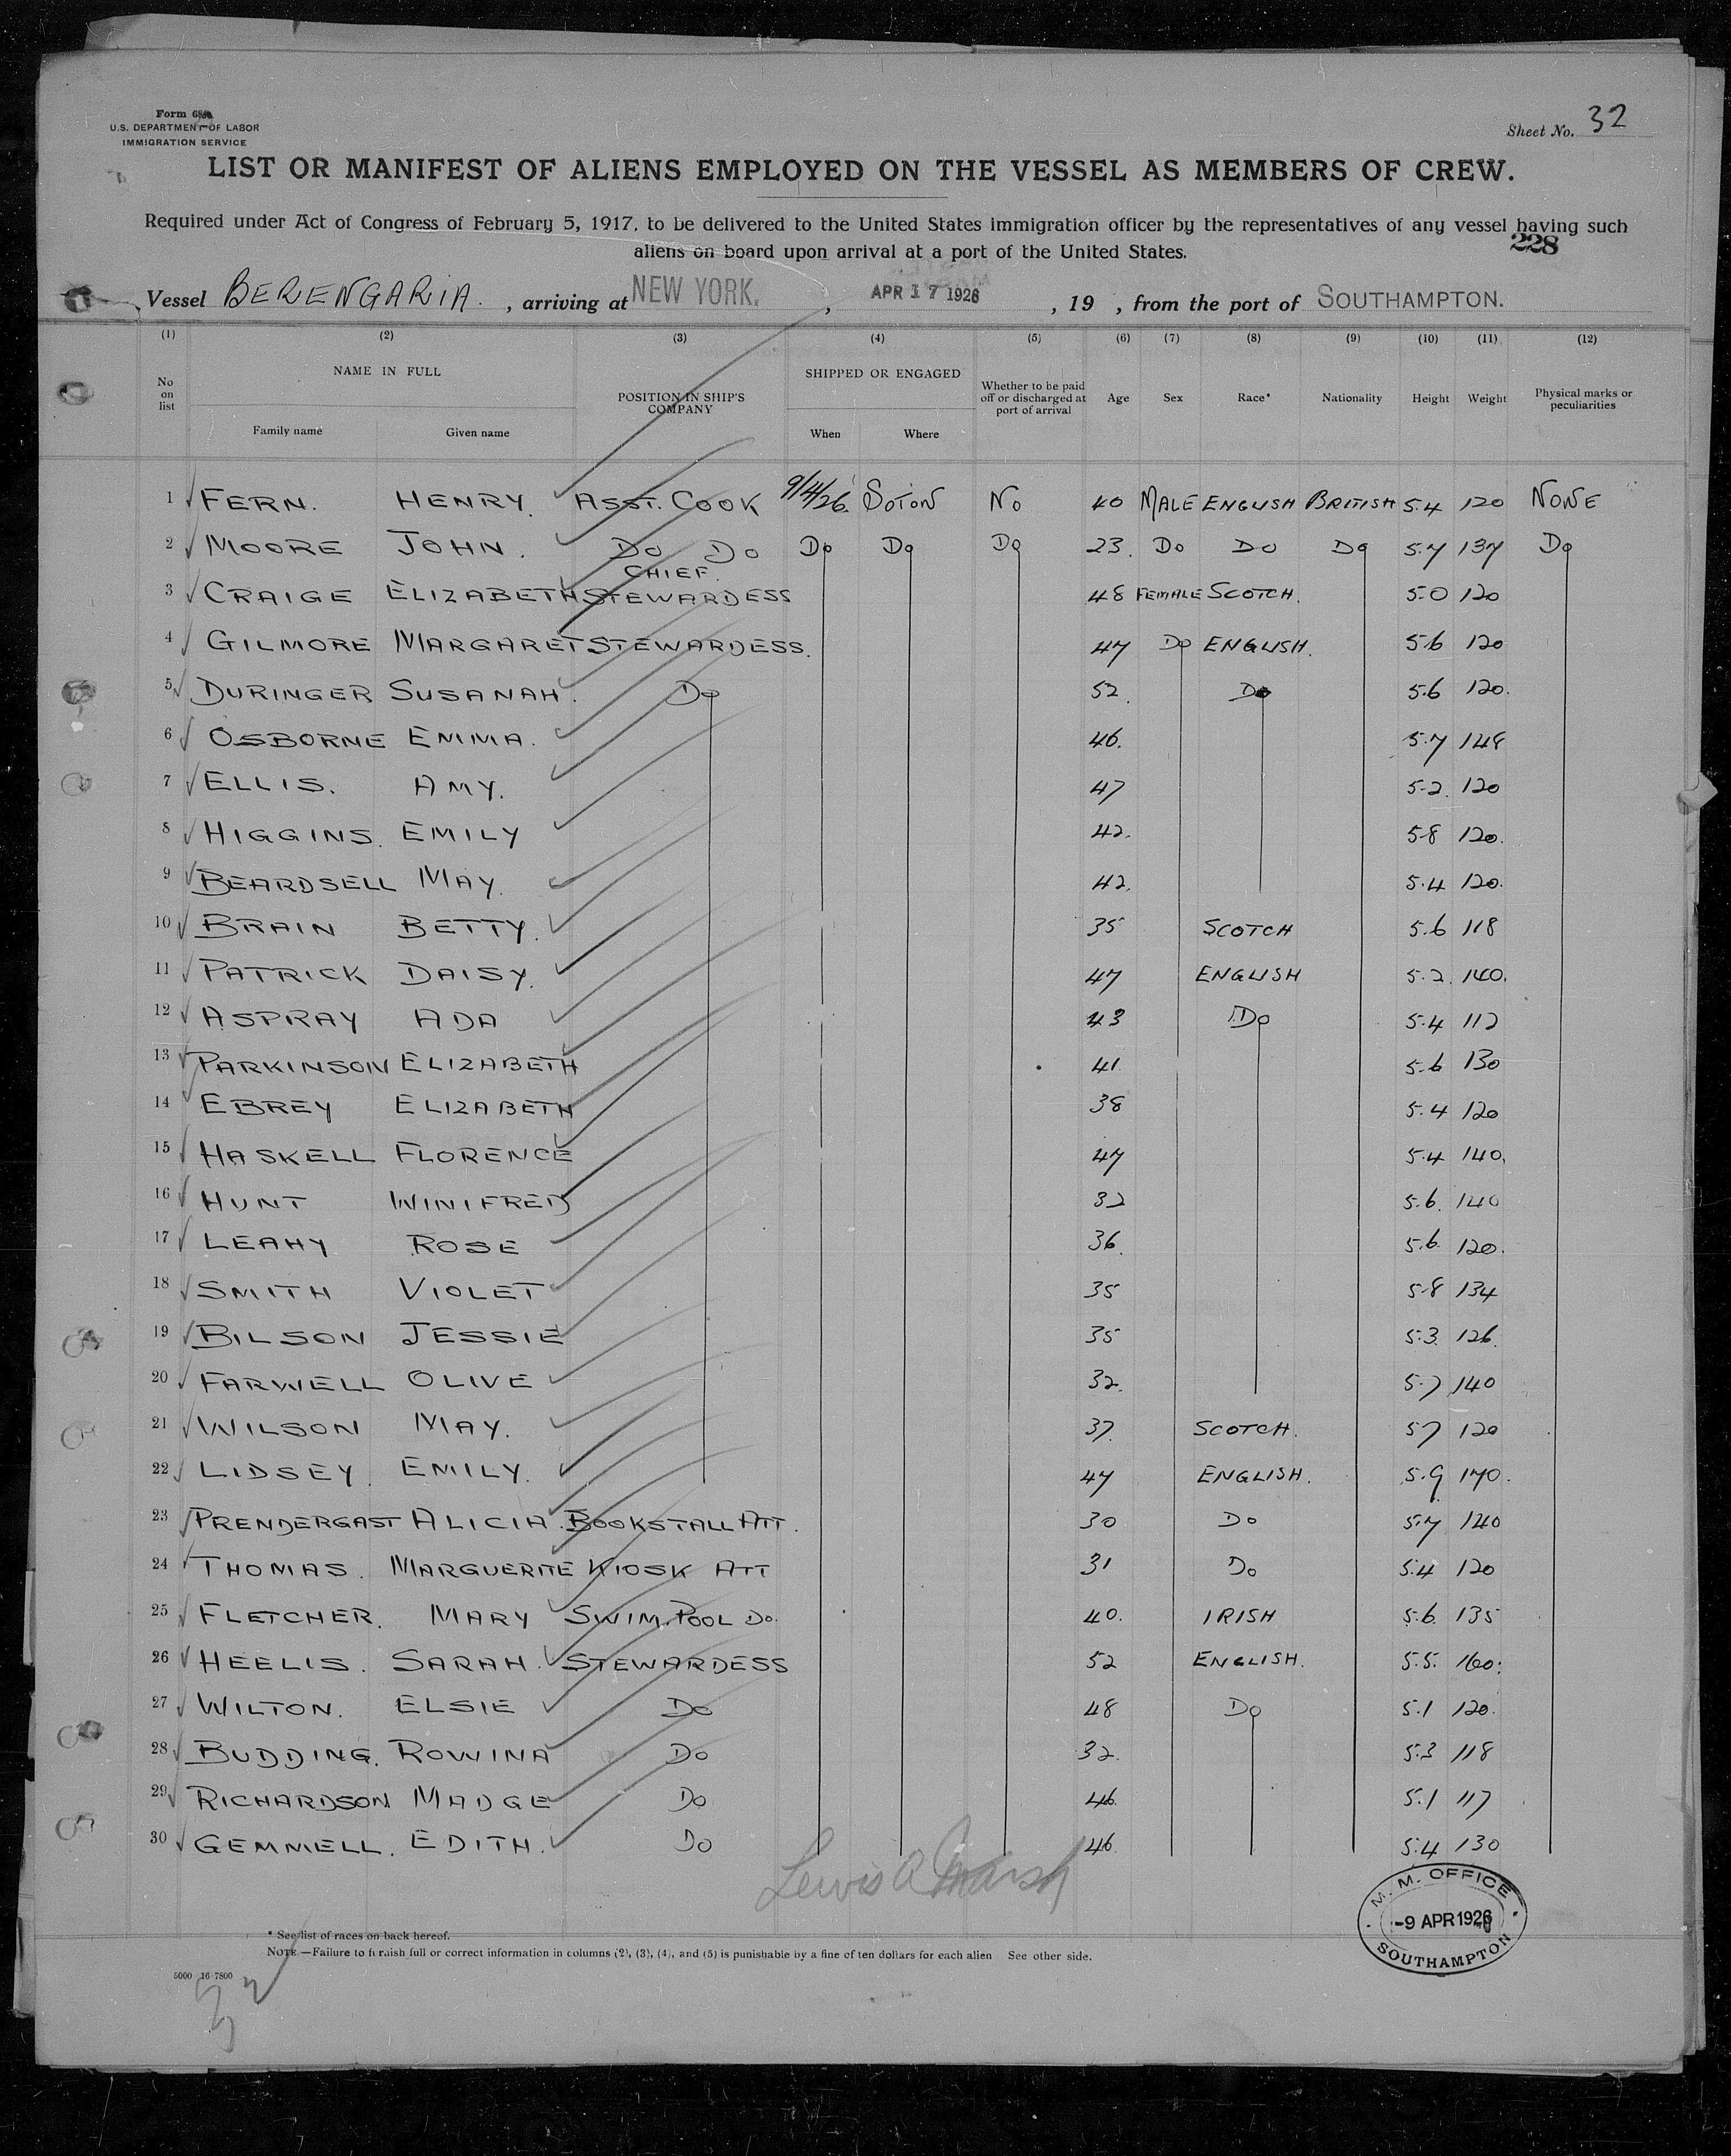 Form 680
U.S. DEPARTMENT OF LABOR
IMMIGRATION SERVICE
Sheet No. 32
LIST OR MANIFEST OF ALIENS EMPLOYED ON THE VESSEL AS MEMBERS OF CREW.
Required under Act of Congress of February 5, 1917, to be delivered to the United States immigration officer by the representatives of any vessel having such
aliens on board upon arrival at a port of the United States.
228
Vessel BERENGARIA. , arriving at NEW YORK. , APR 17 1926 , 19 , from the port of SOUTHAMPTON.
(1) (2) (3) (4) (5) (6) (7) (8) (9) (10) (11) (12)
No on list NAME IN FULL Family name Given name POSITION IN SHIP'S COMPANY SHIPPED OR ENGAGED When Where Whether to be paid off or discharged at port of arrival Age Sex Race* Nationality Height Weight Physical marks or peculiarities
1 FERN. HENRY. ASST. COOK 9/4/26. SOTON NO 40 MALE ENGLISH BRITISH 5.4 120 NONE
2 MOORE JOHN. DO DO DO DO DO 23. DO DO DO 5.7 137 DO
3 CRAIGE ELIZABETH CHIEF. STEWARDESS 48 FEMALE SCOTCH. 5.0 120
4 GILMORE MARGARET STEWARDESS. 47 DO ENGLISH. 5.6 120
5 DURINGER SUSANAH. DO 52. DO 5.6 120.
6 OSBORNE EMMA. 46. 5.7 148
7 ELLIS. AMY. 47 5.2. 120
8 HIGGINS. EMILY 42. 5.8 120.
9 BEARDSELL MAY. 42. 5.4 120.
10 BRAIN BETTY. 35 SCOTCH 5.6 118
11 PATRICK DAISY. 47 ENGLISH 5.2. 140.
12 ASPRAY ADA 43 DO 5.4 112
13 PARKINSON ELIZABETH 41 5.6 130
14 EBREY ELIZABETH 38 5.4 120
15 HASKELL FLORENCE 47 5.4 140.
16 HUNT WINIFRED 32 5.6. 140
17 LEAHY ROSE 36. 5.6. 120.
18 SMITH VIOLET 35 5.8 134
19 BILSON JESSIE 35 5.3. 126.
20 FARWELL OLIVE 32. 5.7 140
21 WILSON MAY. 37. SCOTCH. 5.7 120
22 LIDSEY. EMILY. 47 ENGLISH. 5.9 170.
23 PRENDERGAST ALICIA. BOOKSTALL ATT. 30 DO 5.7 140
24 THOMAS. MARGUERITE KIOSK ATT 31 DO 5.4 120
25 FLETCHER. MARY SWIM. POOL DO. 40. IRISH 5.6. 135
26 HEELIS. SARAH. STEWARDESS 52 ENGLISH. 5.5. 160.
27 WILTON. ELSIE DO 48 DO 5.1 120.
28 BUDDING. ROWINA DO 32. 5.3 118
29 RICHARDSON MADGE DO 46. 5.1 117
30 GEMMELL. EDITH. DO 46. 5.4 130
Lewis A Marsh
M. M. OFFICE
-9 APR 1926
SOUTHAMPTON
* See list of races on back hereof.
NOTE.—Failure to furnish full or correct information in columns (2), (3), (4), and (5) is punishable by a fine of ten dollars for each alien See other side.
5000 16-7800